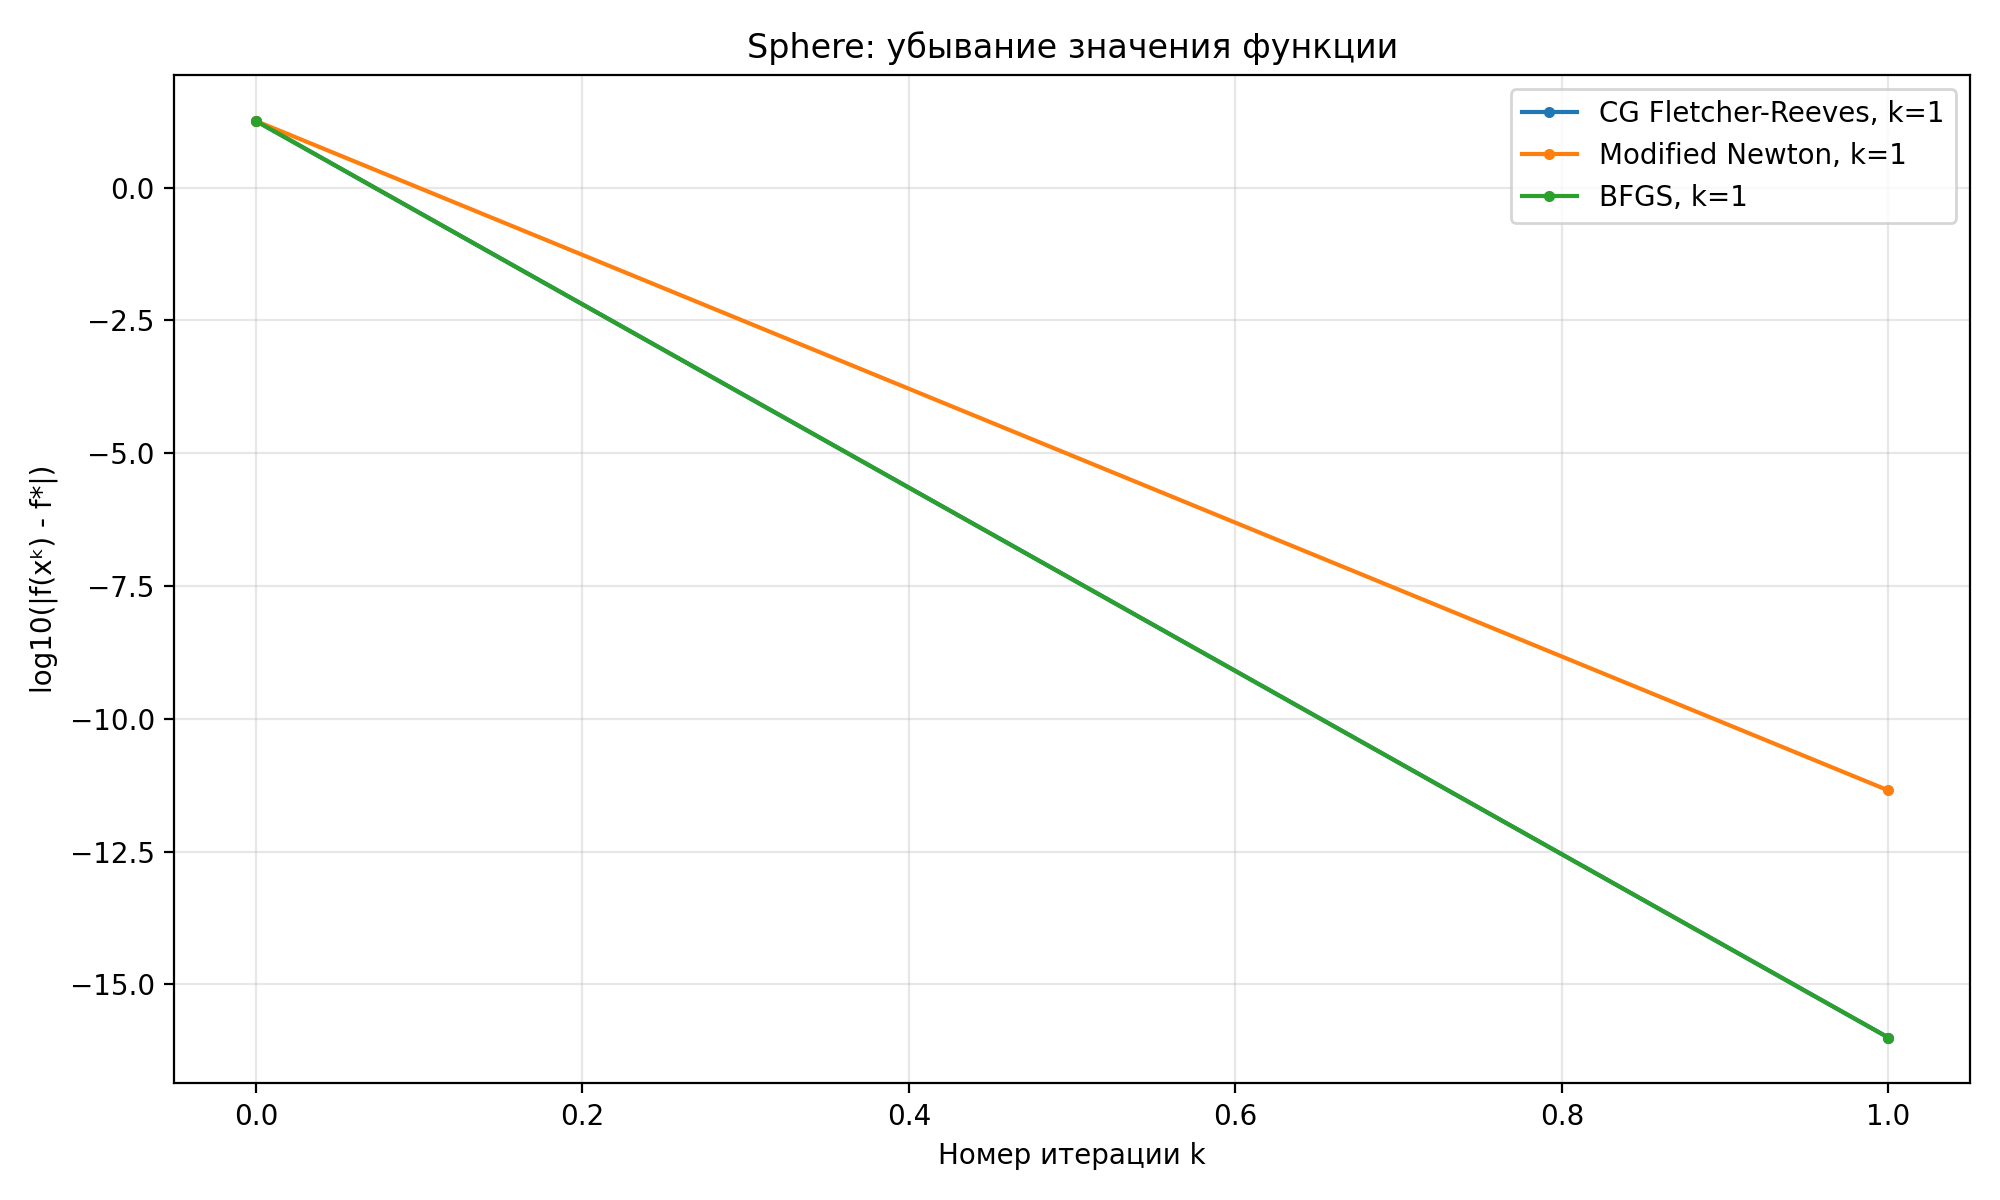 Sphere: убывание значения функции
CG Fletcher-Reeves, k=1
Modified Newton, k=1
BFGS, k=1
0.0
−2.5
−5.0
−7.5
−10.0
−12.5
−15.0
log10(|f(xᵏ) - f*|)
0.0 0.2 0.4 0.6 0.8 1.0
Номер итерации k